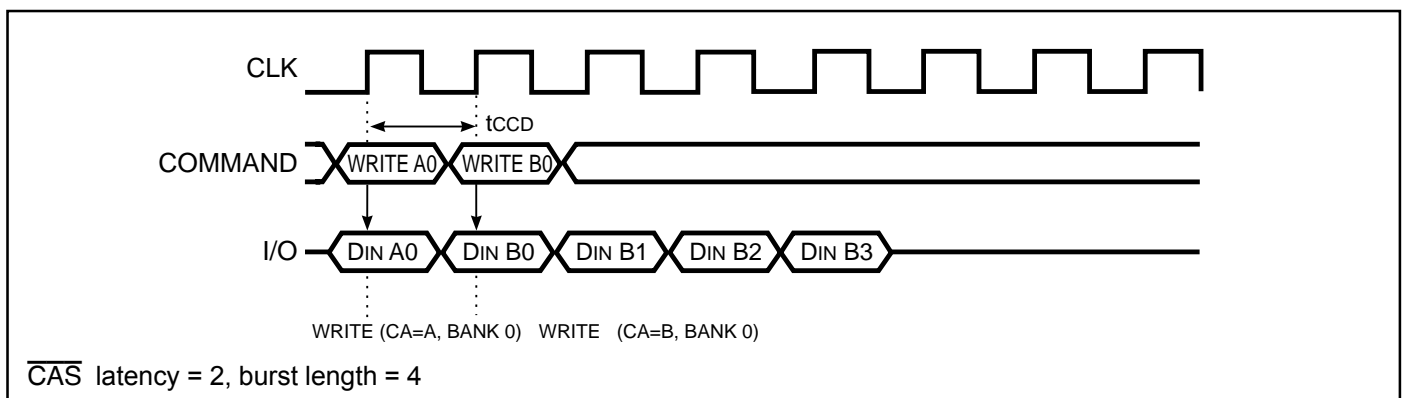 CLK
tCCD
COMMAND WRITE A0 WRITE B0
I/O DIN A0 DIN B0 DIN B1 DIN B2 DIN B3
WRITE (CA=A, BANK 0) WRITE (CA=B, BANK 0)
CAS latency = 2, burst length = 4